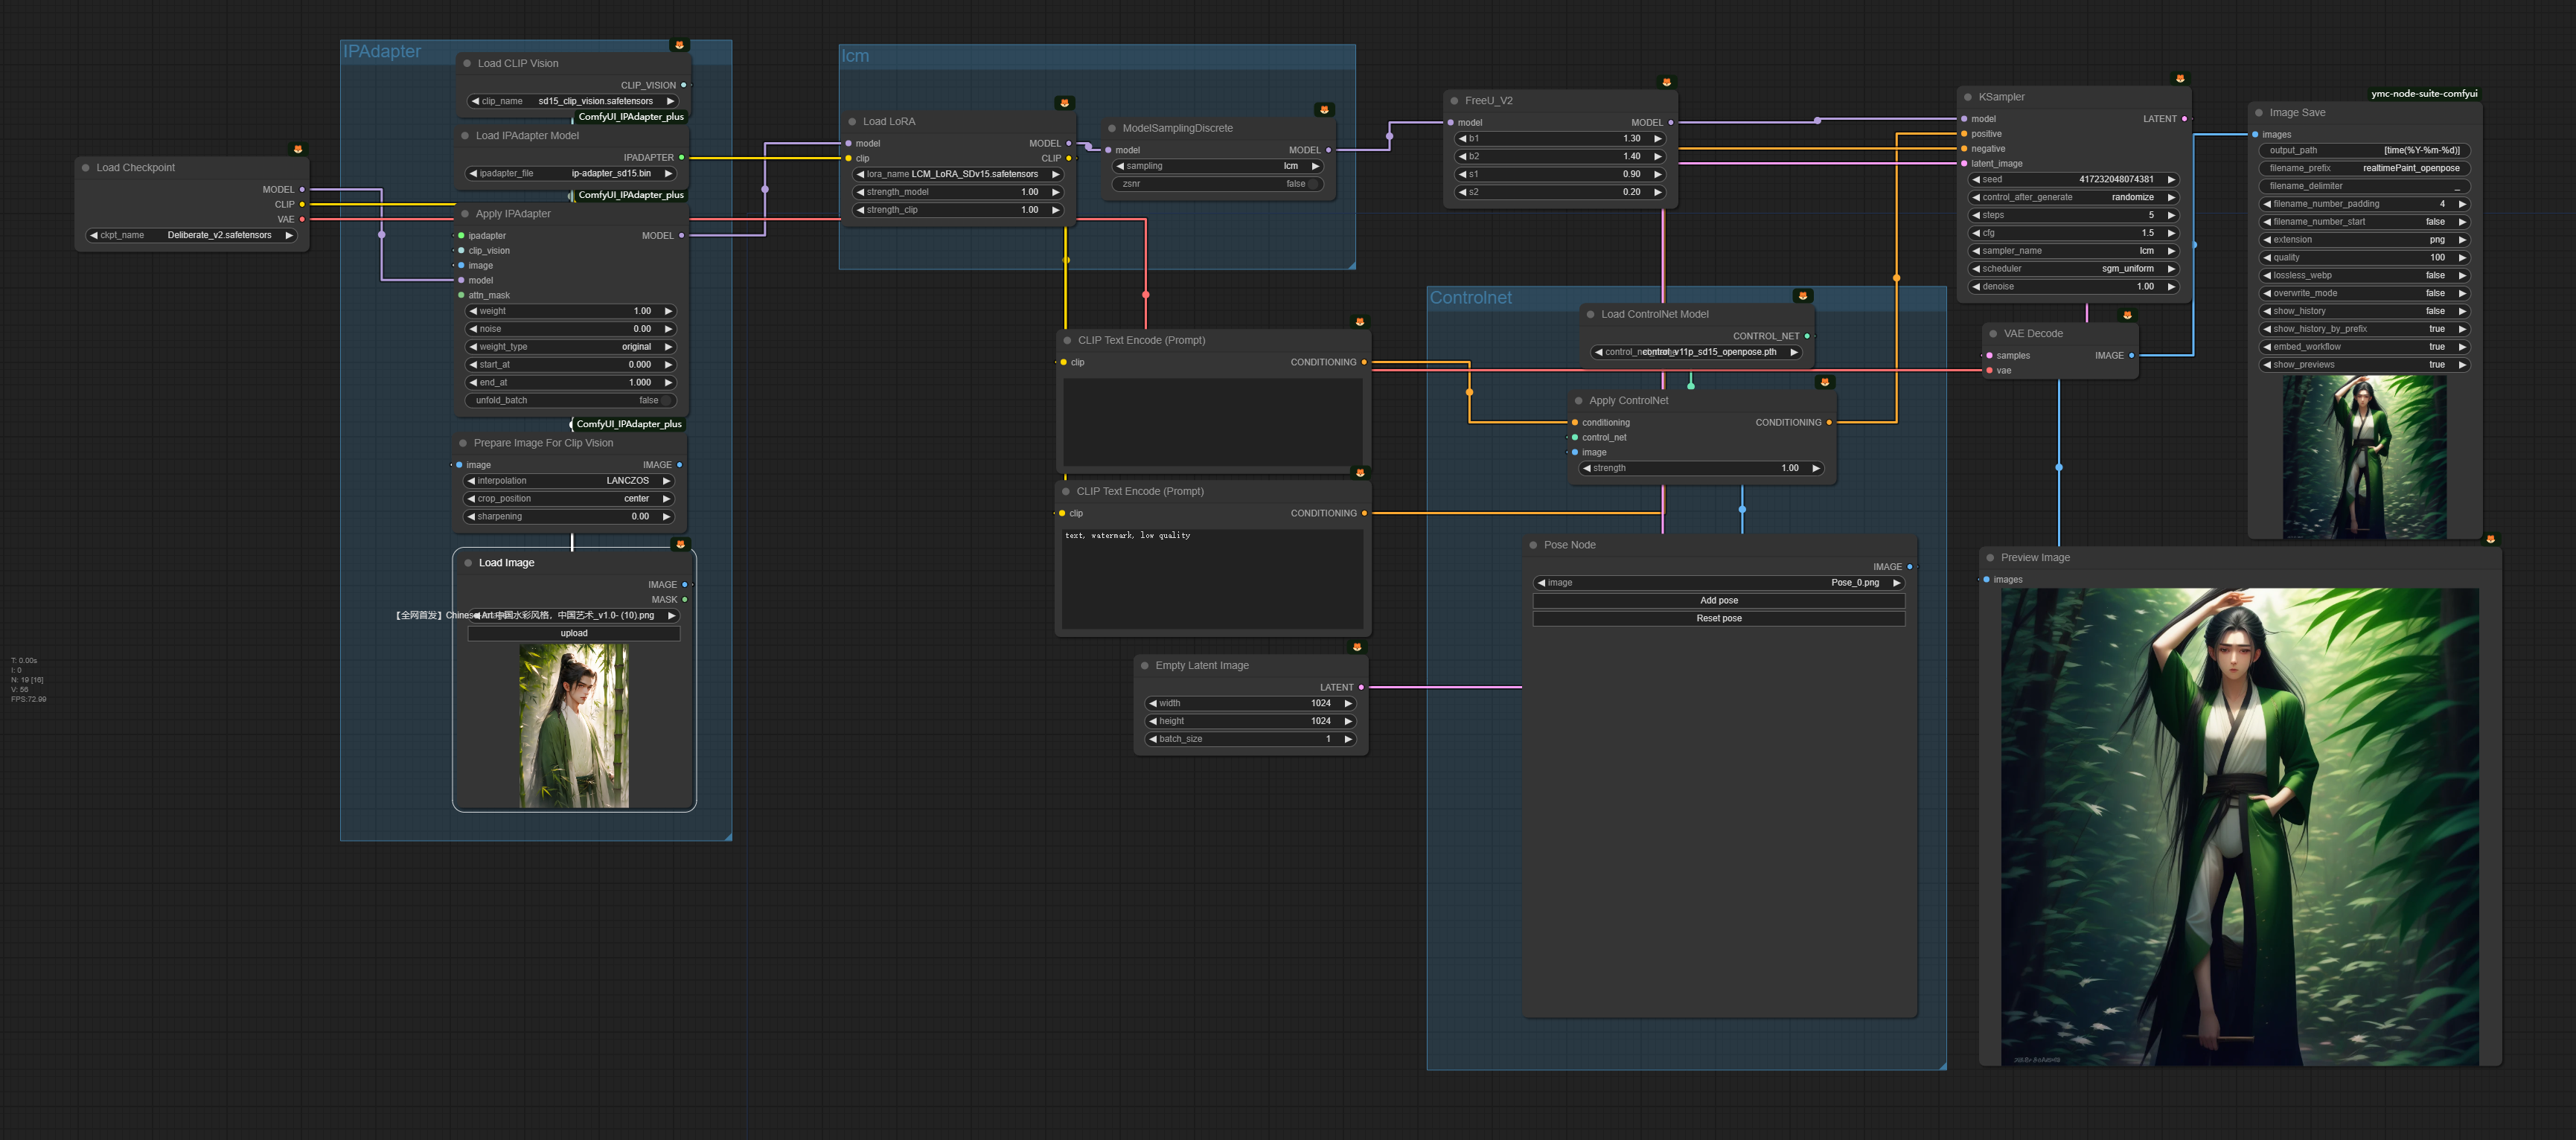 IPAdapter
Load CLIP Vision
CLIP_VISION
clip_name sd15_clip_vision.safetensors
ComfyUI_IPAdapter_plus
Load IPAdapter Model
IPADAPTER
ipadapter_file ip-adapter_sd15.bin
ComfyUI_IPAdapter_plus
Load Checkpoint
MODEL
CLIP
VAE
ckpt_name Deliberate_v2.safetensors
Apply IPAdapter
ipadapter MODEL
clip_vision
image
model
attn_mask
weight 1.00
noise 0.00
weight_type original
start_at 0.000
end_at 1.000
unfold_batch false
ComfyUI_IPAdapter_plus
Prepare Image For Clip Vision
image IMAGE
interpolation LANCZOS
crop_position center
sharpening 0.00
Load Image
IMAGE
MASK
【全网首发】Chinese Art 中国水彩风格，中国艺术_v1.0- (10).png
upload
T: 0.00s
I: 0
N: 19 [16]
V: 56
FPS:72.99
lcm
Load LoRA
model MODEL
clip CLIP
lora_name LCM_LoRA_SDv15.safetensors
strength_model 1.00
strength_clip 1.00
ModelSamplingDiscrete
model MODEL
sampling lcm
zsnr false
CLIP Text Encode (Prompt)
clip CONDITIONING
CLIP Text Encode (Prompt)
clip CONDITIONING
text, watermark, low quality
Empty Latent Image
LATENT
width 1024
height 1024
batch_size 1
FreeU_V2
model MODEL
b1 1.30
b2 1.40
s1 0.90
s2 0.20
Controlnet
Load ControlNet Model
CONTROL_NET
control_v11p_sd15_openpose.pth
Apply ControlNet
conditioning CONDITIONING
control_net
image
strength 1.00
Pose Node
IMAGE
image Pose_0.png
Add pose
Reset pose
KSampler
model LATENT
positive
negative
latent_image
seed 417232048074381
control_after_generate randomize
steps 5
cfg 1.5
sampler_name lcm
scheduler sgm_uniform
denoise 1.00
VAE Decode
samples IMAGE
vae
ymc-node-suite-comfyui
Image Save
images
output_path [time(%Y-%m-%d)]
filename_prefix realtimePaint_openpose
filename_delimiter _
filename_number_padding 4
filename_number_start false
extension png
quality 100
lossless_webp false
overwrite_mode false
show_history false
show_history_by_prefix true
embed_workflow true
show_previews true
Preview Image
images